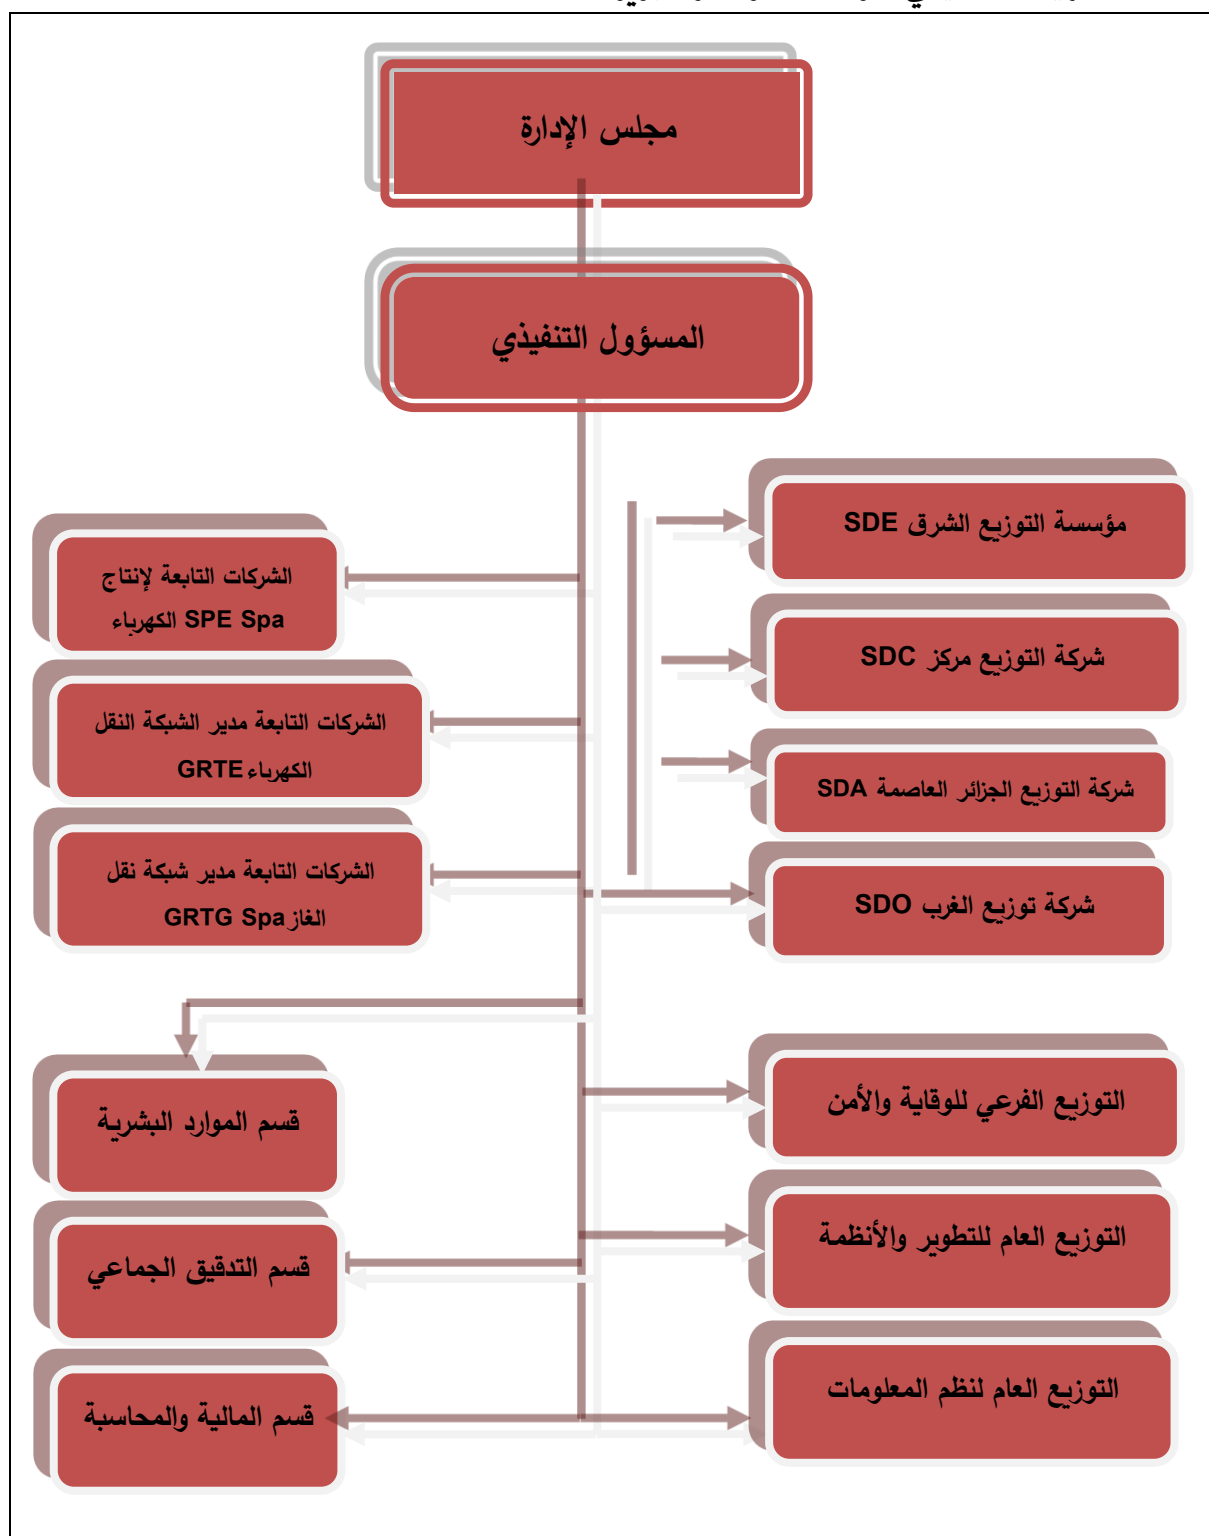 مجلس الإدارة
المسؤول التنفيذي
مؤسسة التوزيع الشرق SDE
شركة التوزيع مركز SDC
شركة التوزيع الجزائر العاصمة SDA
شركة توزيع الغرب SDO
الشركات التابعة لإنتاج
الكهرباء SPE Spa
الشركات التابعة مدير الشبكة النقل
الكهرباء GRTE
الشركات التابعة مدير شبكة نقل
الغاز GRTG Spa
التوزيع الفرعي للوقاية والأمن
التوزيع العام للتطوير والأنظمة
التوزيع العام لنظم المعلومات
قسم الموارد البشرية
قسم التدقيق الجماعي
قسم المالية والمحاسبة